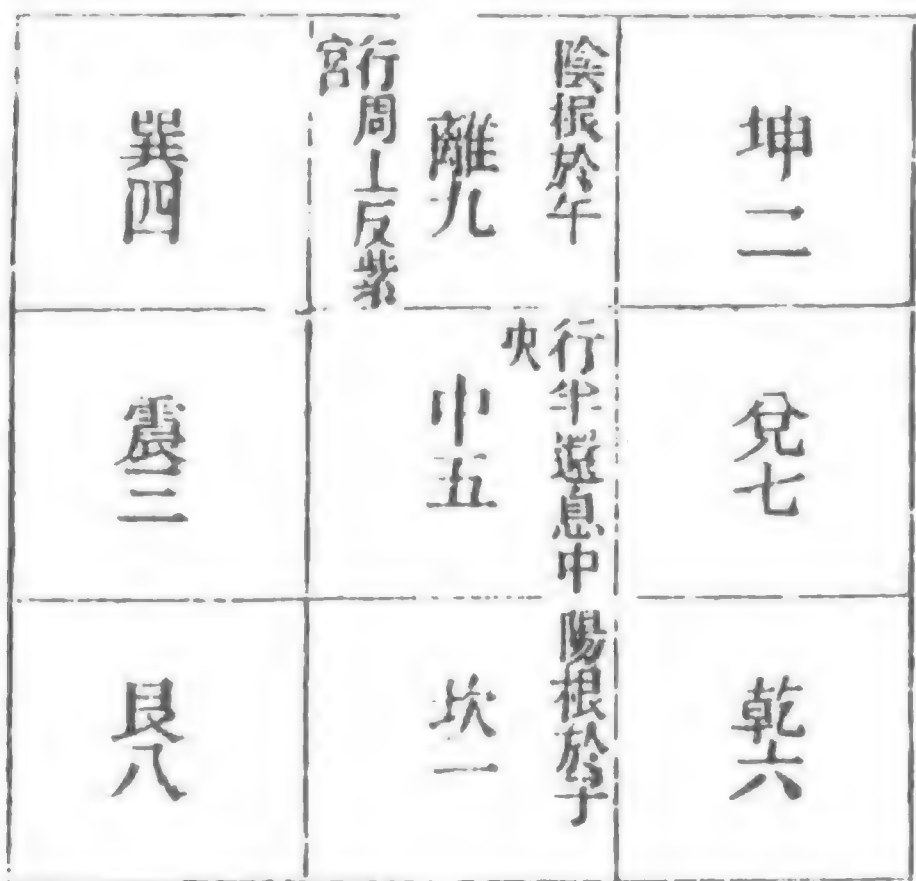 坤二
陰根於午
離九
行周上反紫
宮
巽四
兌七
行半還息中
央
中五
震三
乾六
陽根於子
坎一
艮八